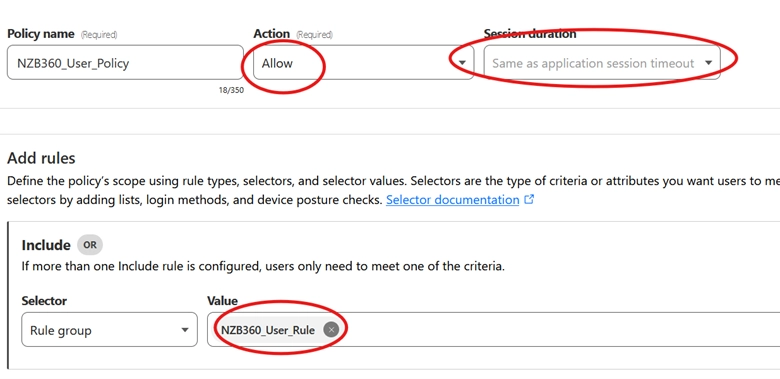 Policy name (Required)
Action (Required)
Session duration
NZB360_User_Policy
Allow
Same as application session timeout
18/350
Add rules
Define the policy's scope using rule types, selectors, and selector values. Selectors are the type of criteria or attributes you want users to me
selectors by adding lists, login methods, and device posture checks. Selector documentation
Include OR
If more than one Include rule is configured, users only need to meet one of the criteria.
Selector
Value
Rule group
NZB360_User_Rule